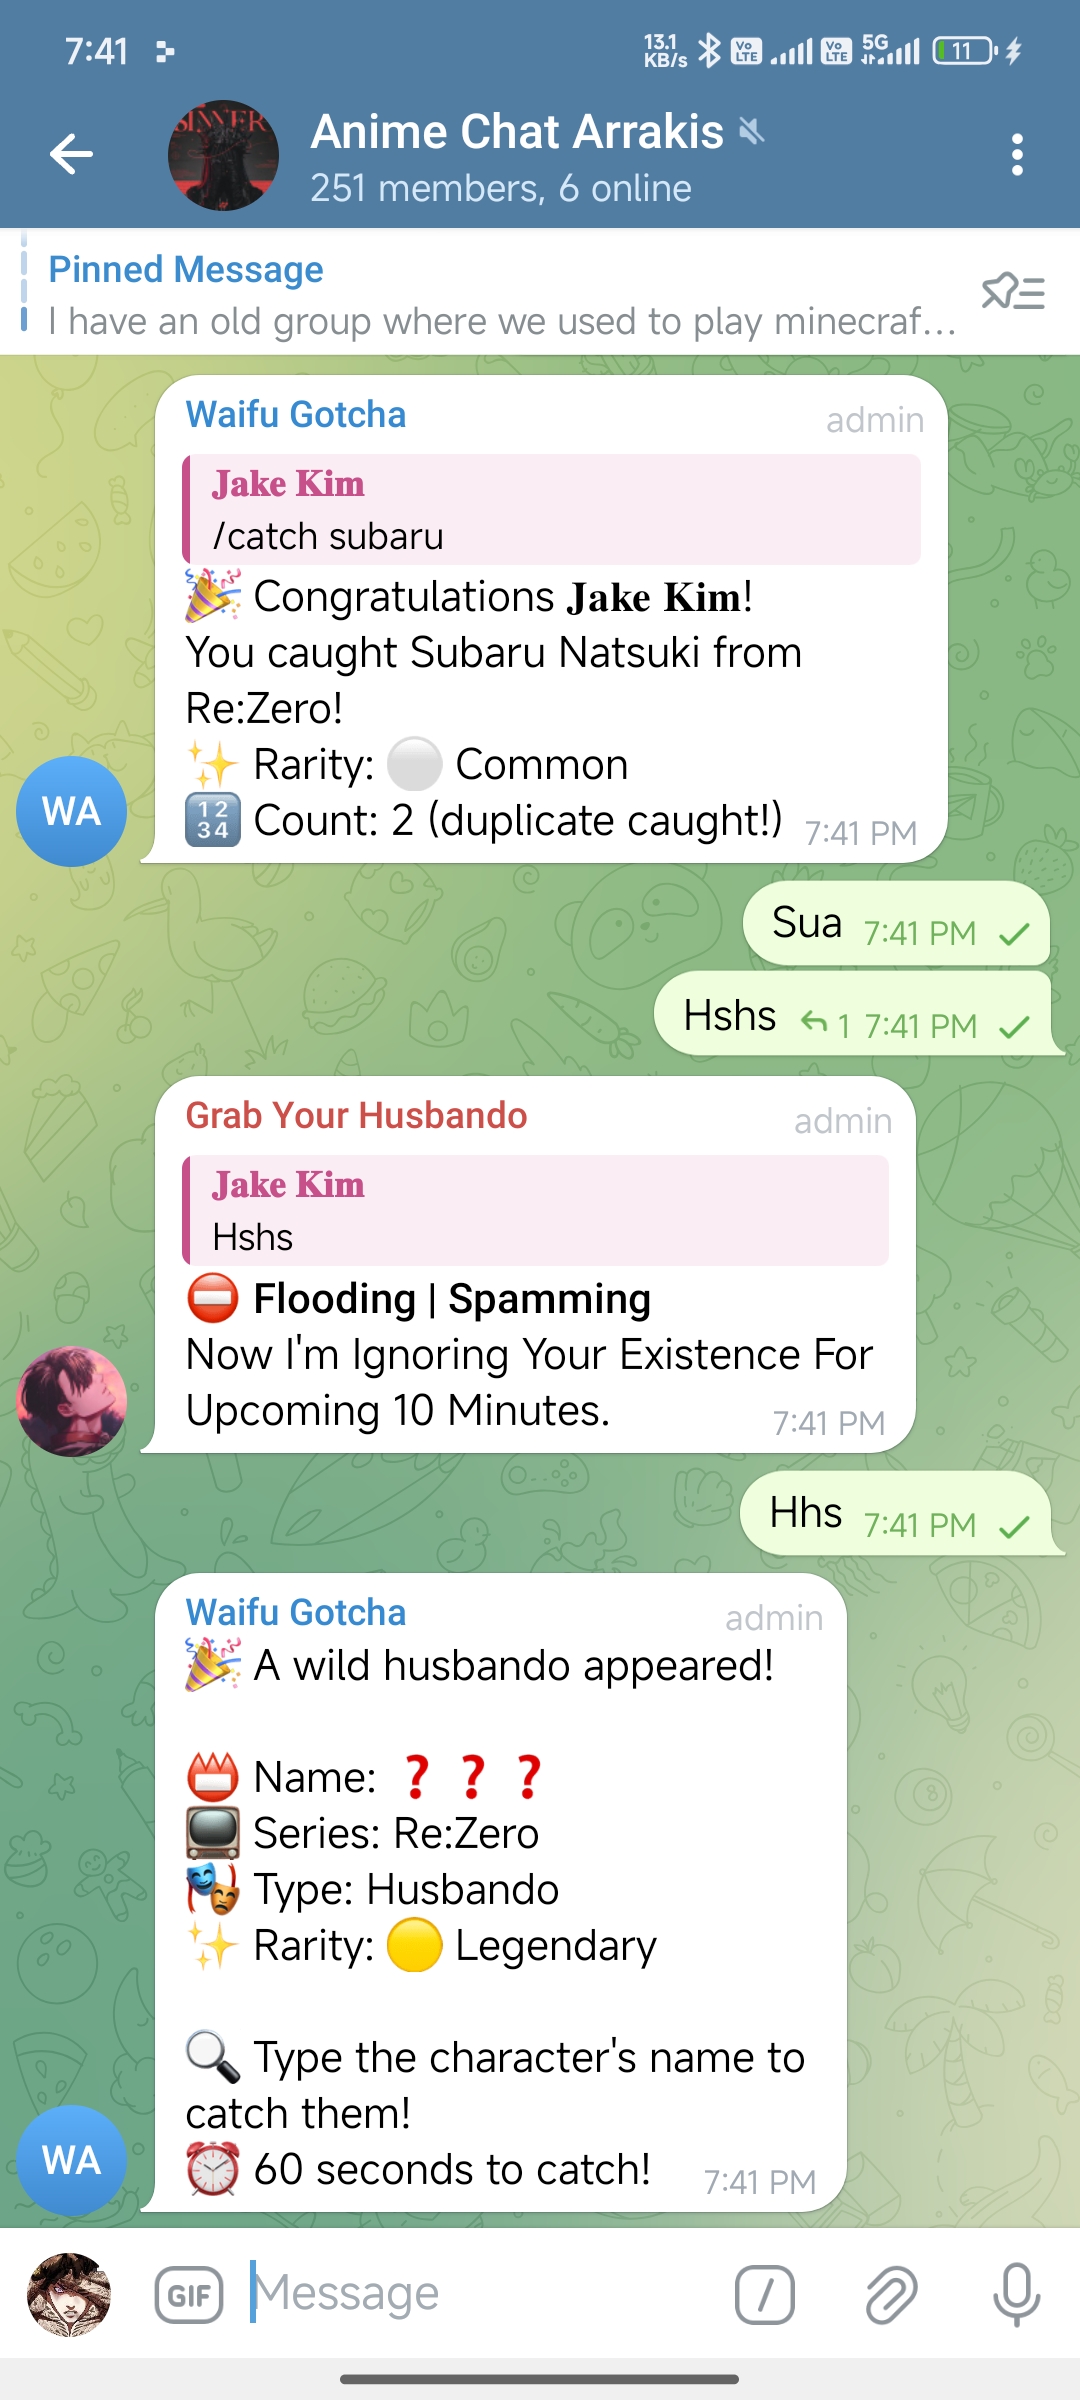 7:41
13.1
KB/s
Vo
LTE
Vo
LTE
5G
11
SINNER
Anime Chat Arrakis
251 members, 6 online
Pinned Message
I have an old group where we used to play minecraf...
Waifu Gotcha admin
Jake Kim
/catch subaru
🎉 Congratulations Jake Kim!
You caught Subaru Natsuki from
Re:Zero!
✨ Rarity: ⚪ Common
🔢 Count: 2 (duplicate caught!) 7:41 PM
WA
Sua 7:41 PM
Hshs 1 7:41 PM
Grab Your Husbando admin
Jake Kim
Hshs
⛔ Flooding | Spamming
Now I'm Ignoring Your Existence For
Upcoming 10 Minutes. 7:41 PM
Hhs 7:41 PM
Waifu Gotcha admin
🎉 A wild husbando appeared!
📛 Name: ❓ ❓ ❓
📺 Series: Re:Zero
🎭 Type: Husbando
✨ Rarity: 🟡 Legendary
🔍 Type the character's name to
catch them!
⏰ 60 seconds to catch! 7:41 PM
WA
GIF Message /